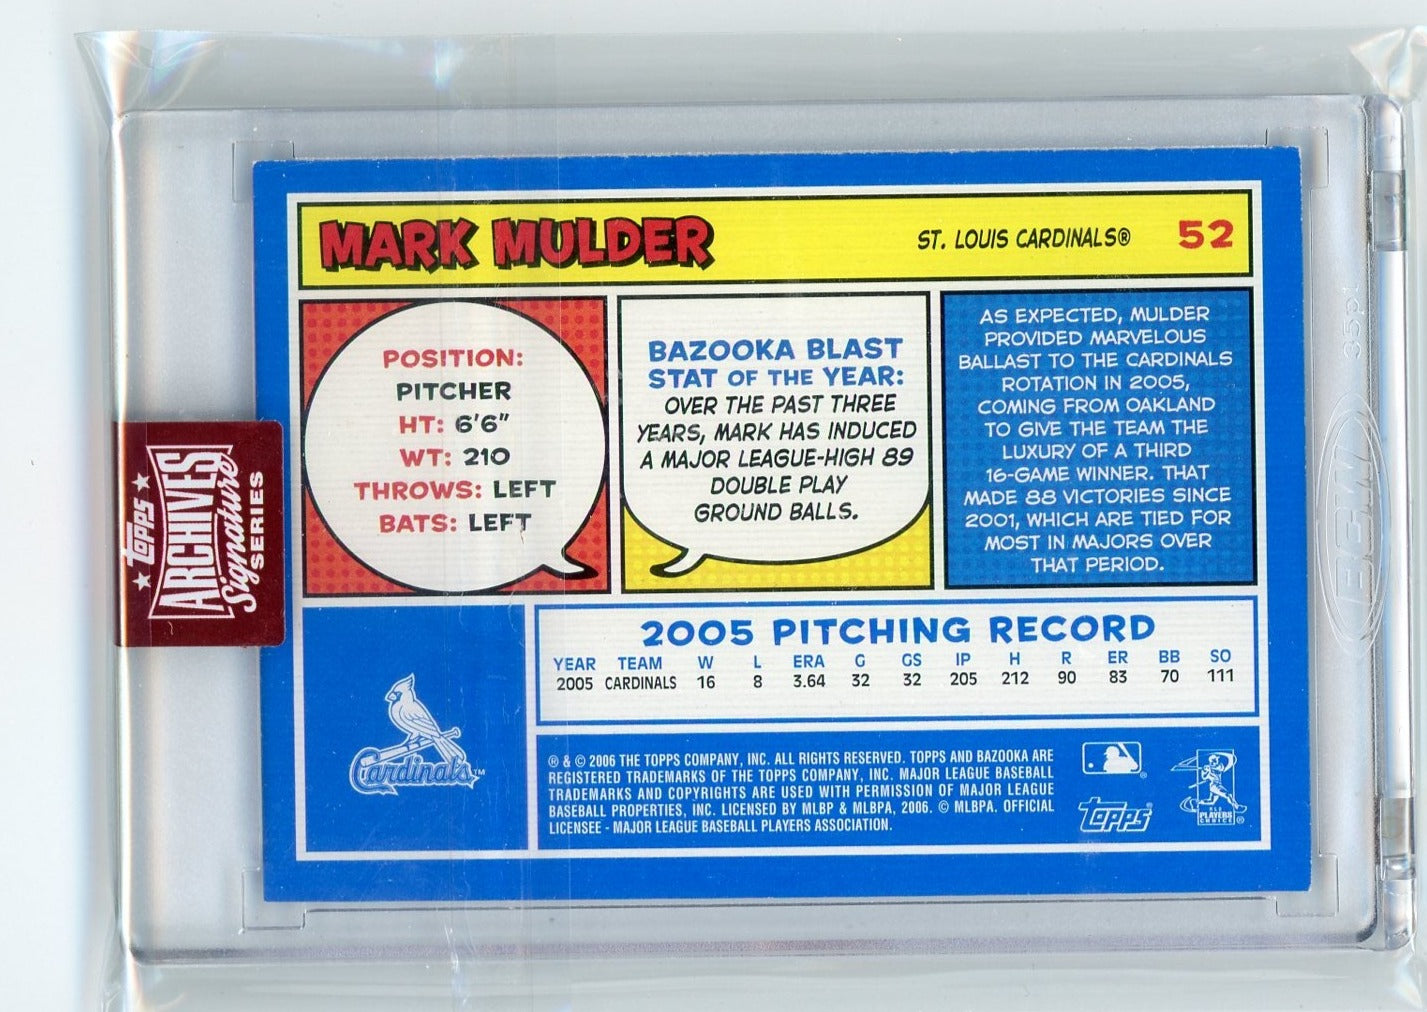 MARK MULDER
ST. LOUIS CARDINALS®
52
POSITION:
PITCHER
HT: 6'6"
WT: 210
THROWS: LEFT
BATS: LEFT
BAZOOKA BLAST
STAT OF THE YEAR:
OVER THE PAST THREE
YEARS, MARK HAS INDUCED
A MAJOR LEAGUE-HIGH 89
DOUBLE PLAY
GROUND BALLS.
AS EXPECTED, MULDER
PROVIDED MARVELOUS
BALLAST TO THE CARDINALS
ROTATION IN 2005,
COMING FROM OAKLAND
TO GIVE THE TEAM THE
LUXURY OF A THIRD
16-GAME WINNER. THAT
MADE 88 VICTORIES SINCE
2001, WHICH ARE TIED FOR
MOST IN MAJORS OVER
THAT PERIOD.
TOPPS
ARCHIVES
Signature
SERIES
35pt
BCW
2005 PITCHING RECORD
YEAR TEAM W L ERA G GS IP H R ER BB SO
2005 CARDINALS 16 8 3.64 32 32 205 212 90 83 70 111
Cardinals™
® & © 2006 THE TOPPS COMPANY, INC. ALL RIGHTS RESERVED. TOPPS AND BAZOOKA ARE
REGISTERED TRADEMARKS OF THE TOPPS COMPANY, INC. MAJOR LEAGUE BASEBALL
TRADEMARKS AND COPYRIGHTS ARE USED WITH PERMISSION OF MAJOR LEAGUE
BASEBALL PROPERTIES, INC. LICENSED BY MLBP & MLBPA, 2006. © MLBPA. OFFICIAL
LICENSEE - MAJOR LEAGUE BASEBALL PLAYERS ASSOCIATION.
topps®
PLAYERS
CHOICE®